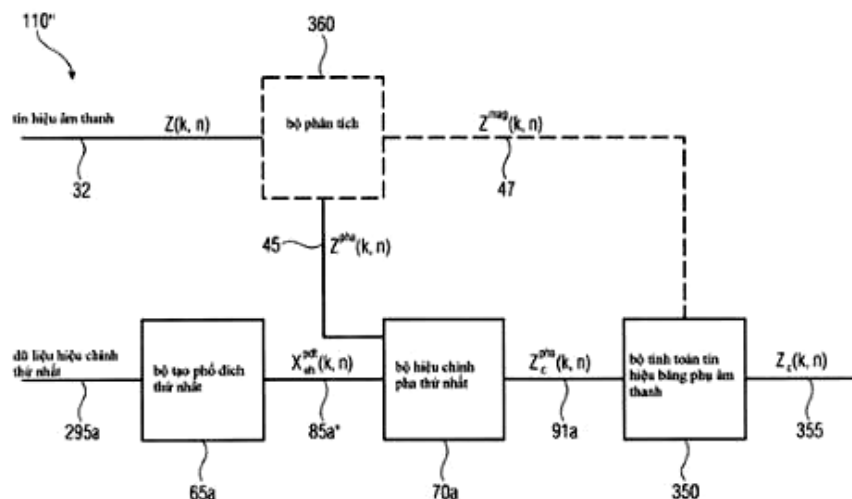 110"
360
tín hiệu âm thanh
Z(k, n)
bộ phân tích
Z^mag(k, n)
32
47
45
Z^pha(k, n)
dữ liệu hiệu chỉnh
thứ nhất
bộ tạo phổ đích
thứ nhất
(k, n)
bộ hiệu chỉnh
pha thứ nhất
Z_c^pha(k, n)
bộ tính toán tín
hiệu băng phụ âm
thanh
Z_c(k, n)
295a
85a"
91a
355
65a
70a
350